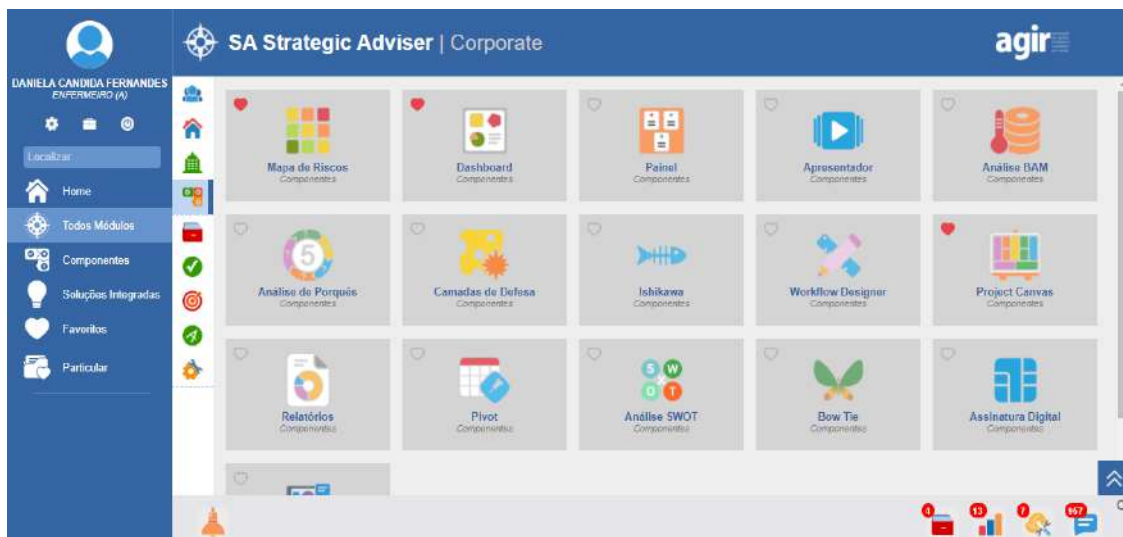 SA Strategic Adviser | Corporate
agir
DANIELA CANDIDA FERNANDES
ENFERMEIRO (A)
Localizar
Home
Todos Módulos
Componentes
Soluções Integradas
Favoritos
Particular
Mapa de Riscos
Componentes
Dashboard
Componentes
Painel
Componentes
Apresentador
Componentes
Análise BAM
Componentes
5
Análise de Porquês
Componentes
Camadas de Defesa
Componentes
Ishikawa
Componentes
Workflow Designer
Componentes
Project Canvas
Componentes
Relatórios
Componentes
Pivot
Componentes
S W
O T
Análise SWOT
Componentes
Bow Tie
Componentes
Assinatura Digital
Componentes
4
13
7
967